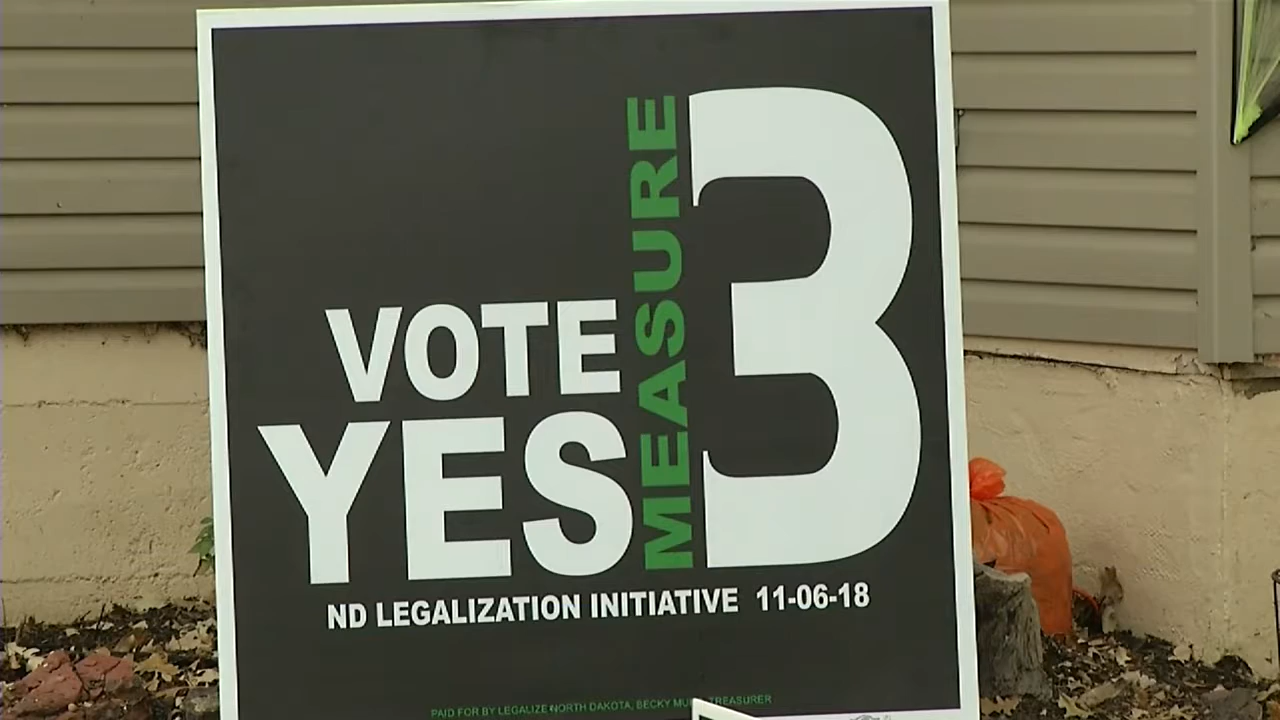 VOTE
YES
MEASURE
3
ND LEGALIZATION INITIATIVE 11-06-18
PAID FOR BY LEGALIZE NORTH DAKOTA, BECKY TREASURER